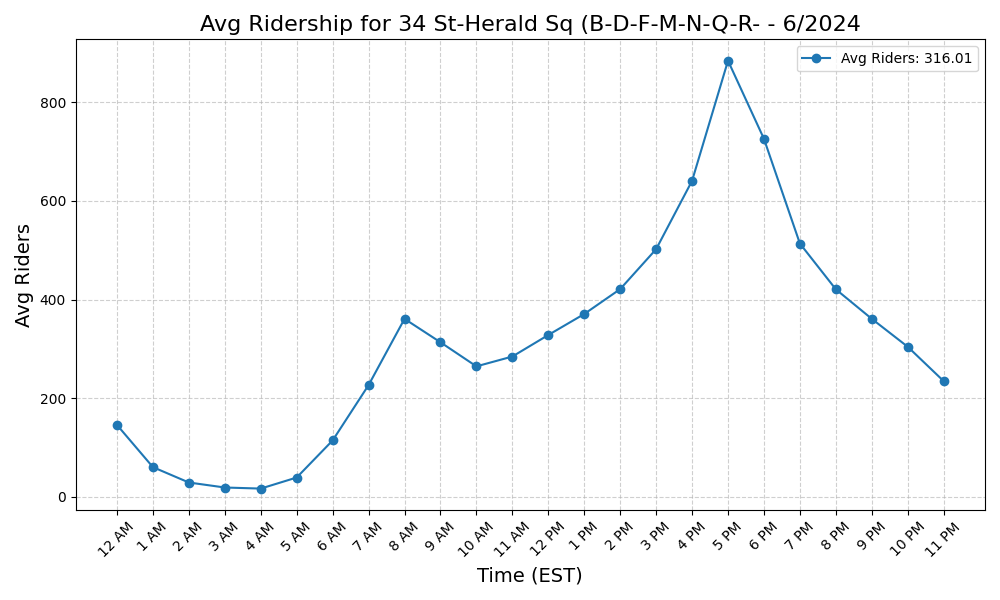 Avg Ridership for 34 St-Herald Sq (B-D-F-M-N-Q-R- - 6/2024
Avg Riders: 316.01
Avg Riders
800
600
400
200
0
12 AM
1 AM
2 AM
3 AM
4 AM
5 AM
6 AM
7 AM
8 AM
9 AM
10 AM
11 AM
12 PM
1 PM
2 PM
3 PM
4 PM
5 PM
6 PM
7 PM
8 PM
9 PM
10 PM
11 PM
Time (EST)